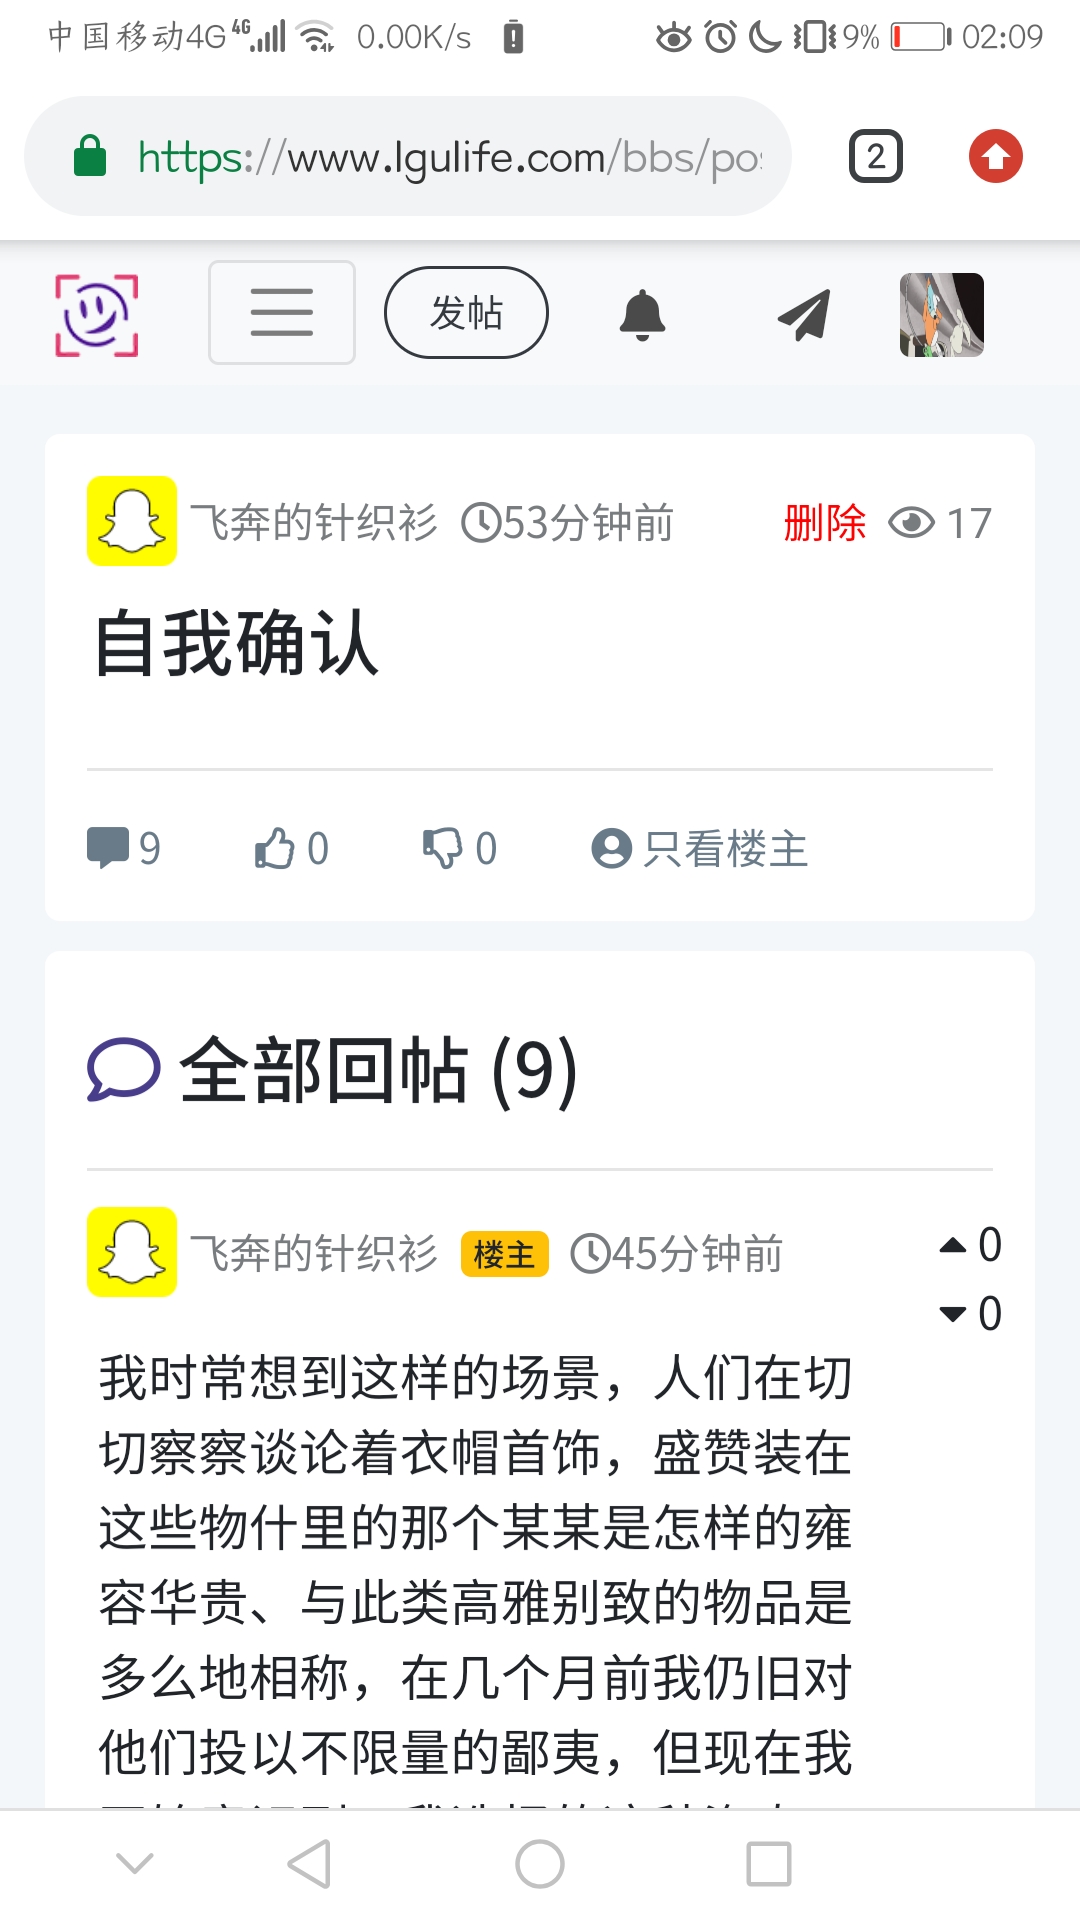 中国移动4G 4G 0.00K/s 9% 02:09
https://www.lgulife.com/bbs/po
2
发帖
飞奔的针织衫 53分钟前 删除 17
自我确认
9 0 0 只看楼主
全部回帖 (9)
飞奔的针织衫 楼主 45分钟前 0
0
我时常想到这样的场景，人们在切
切察察谈论着衣帽首饰，盛赞装在
这些物什里的那个某某是怎样的雍
容华贵、与此类高雅别致的物品是
多么地相称，在几个月前我仍旧对
他们投以不限量的鄙夷，但现在我